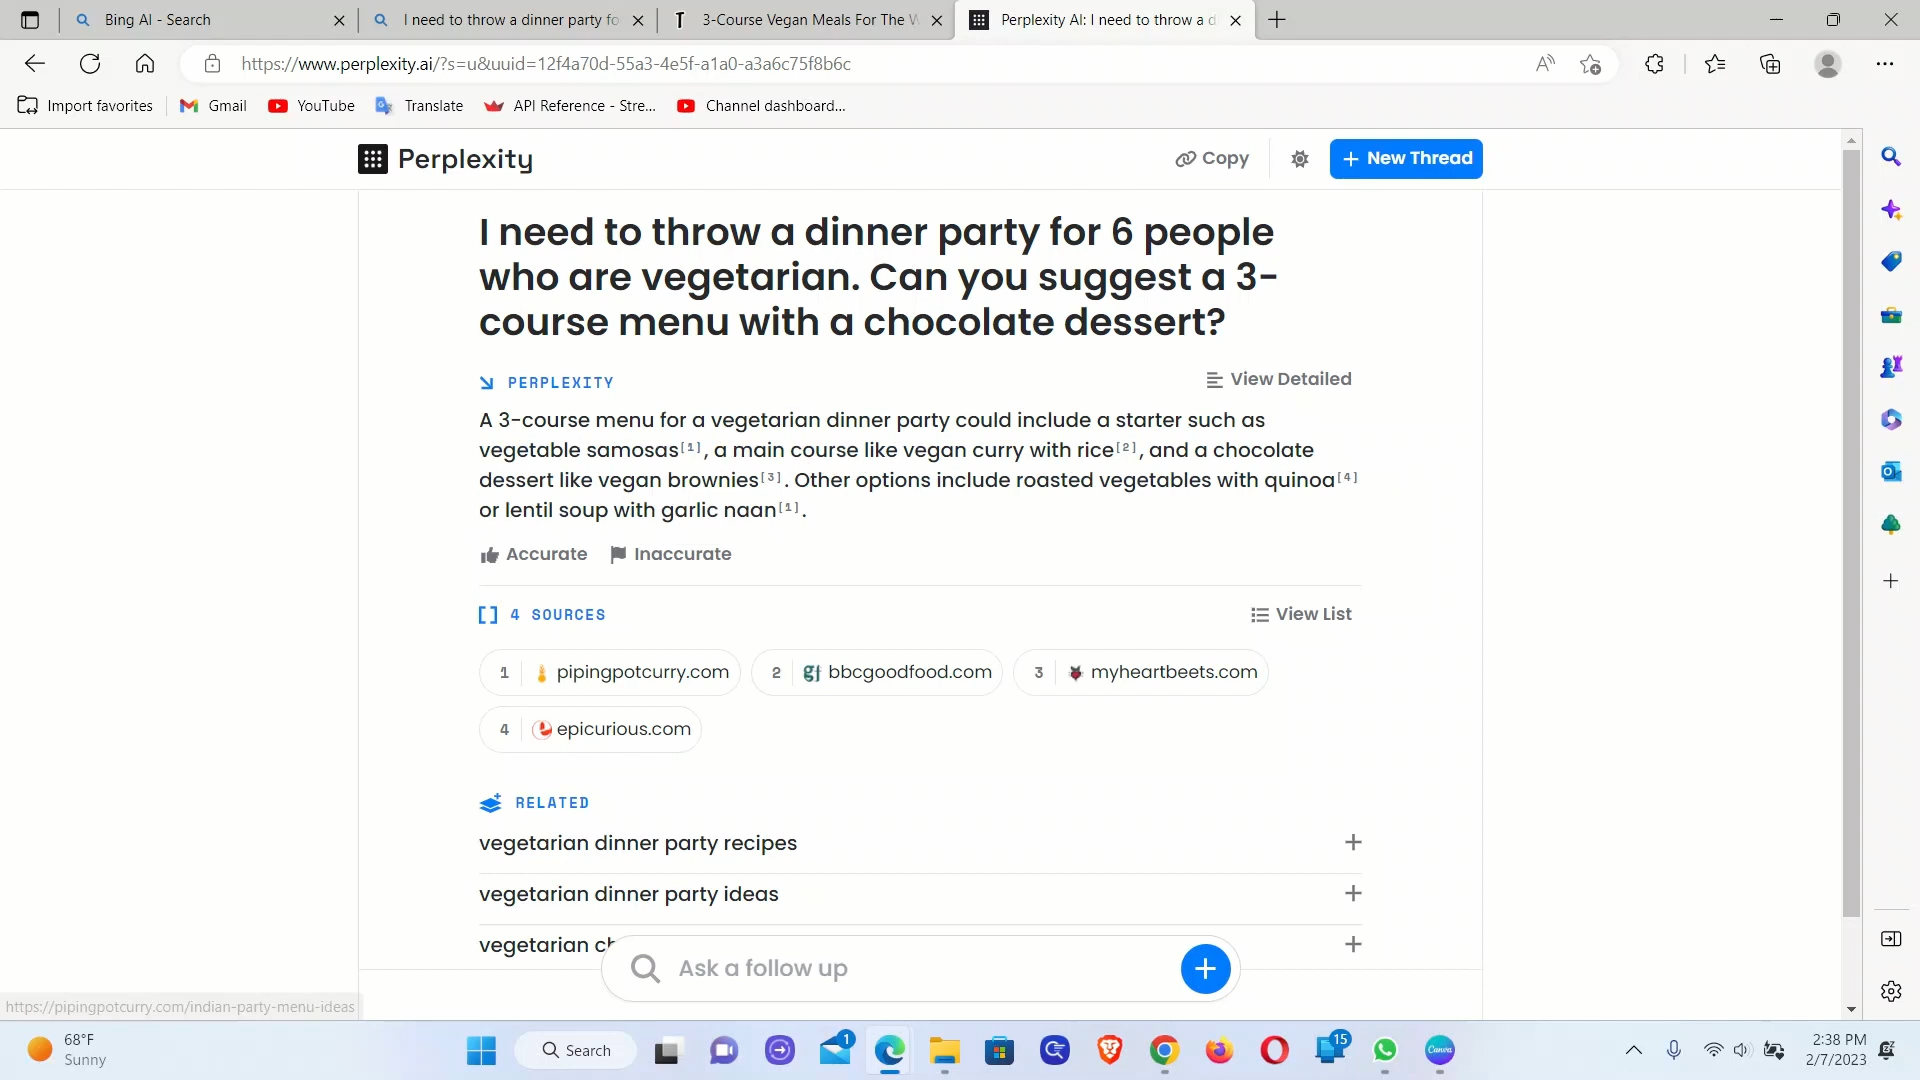 Bing AI - Search
I need to throw a dinner party fo
3-Course Vegan Meals For The W
Perplexity AI: I need to throw a d
https://www.perplexity.ai/?s=u&uuid=12f4a70d-55a3-4e5f-a1a0-a3a6c75f8b6c
Import favorites
Gmail
YouTube
Translate
API Reference - Stre...
Channel dashboard...
Perplexity
Copy
+ New Thread
I need to throw a dinner party for 6 people
who are vegetarian. Can you suggest a 3-
course menu with a chocolate dessert?
PERPLEXITY
View Detailed
A 3-course menu for a vegetarian dinner party could include a starter such as
vegetable samosas[1], a main course like vegan curry with rice[2], and a chocolate
dessert like vegan brownies[3]. Other options include roasted vegetables with quinoa[4]
or lentil soup with garlic naan[1].
Accurate
Inaccurate
4 SOURCES
View List
1 pipingpotcurry.com
2 gf bbcgoodfood.com
3 myheartbeets.com
4 epicurious.com
RELATED
vegetarian dinner party recipes
vegetarian dinner party ideas
vegetarian ch
Ask a follow up
https://pipingpotcurry.com/indian-party-menu-ideas
68°F
Sunny
Search
1
15
Canva
2:38 PM
2/7/2023